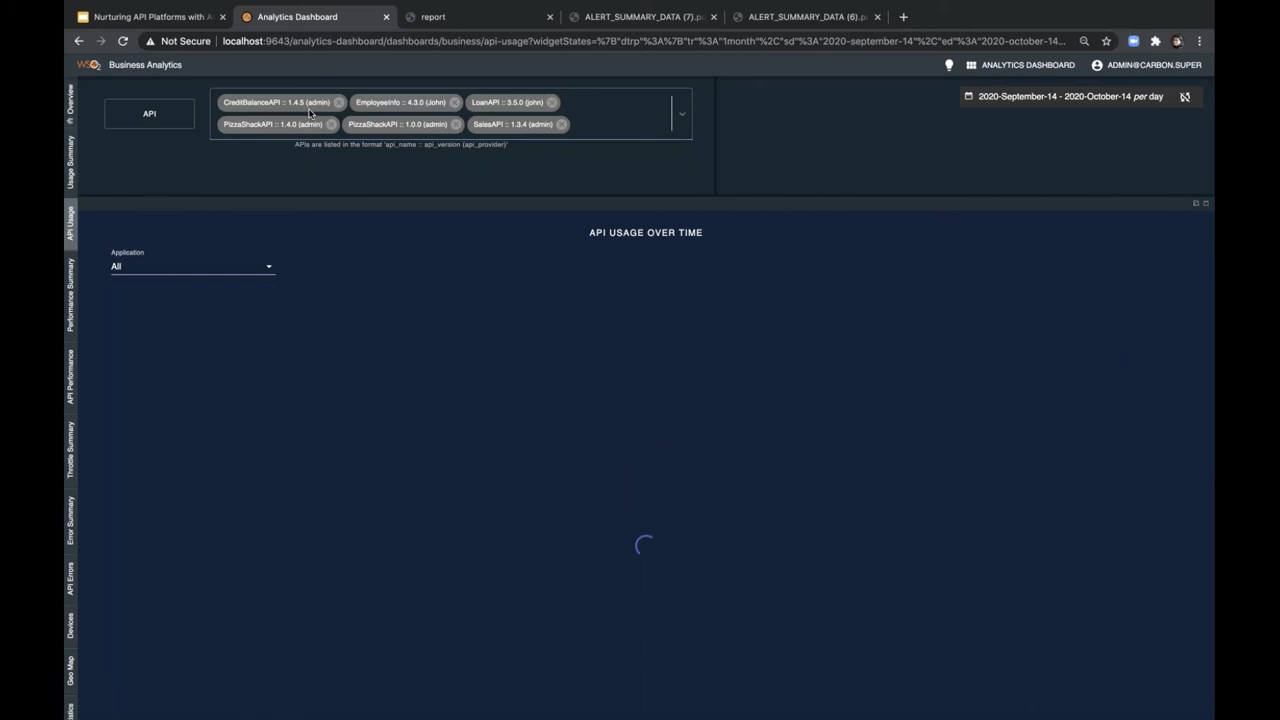 Nurturing API Platforms with A
Analytics Dashboard
report
ALERT_SUMMARY_DATA (7).p
ALERT_SUMMARY_DATA (6).p
Not Secure
localhost:9643/analytics-dashboard/dashboards/business/api-usage?widgetStates=%7B"dtrp"%3A%7B"tr"%3A"1month"%2C"sd"%3A"2020-september-14"%2C"ed"%3A"2020-october-14...
WSO2 Business Analytics
ANALYTICS DASHBOARD
ADMIN@CARBON.SUPER
Overview
Usage Summary
API Usage
Performance Summary
API Performance
Throttle Summary
Error Summary
API Errors
Devices
Geo Map
API
CreditBalanceAPI :: 1.4.5 (admin)
EmployeeInfo :: 4.3.0 (John)
LoanAPI :: 3.5.0 (john)
PizzaShackAPI :: 1.4.0 (admin)
PizzaShackAPI :: 1.0.0 (admin)
SalesAPI :: 1.3.4 (admin)
APIs are listed in the format 'api_name :: api_version (api_provider)'
2020-September-14 - 2020-October-14 per day
API USAGE OVER TIME
Application
All